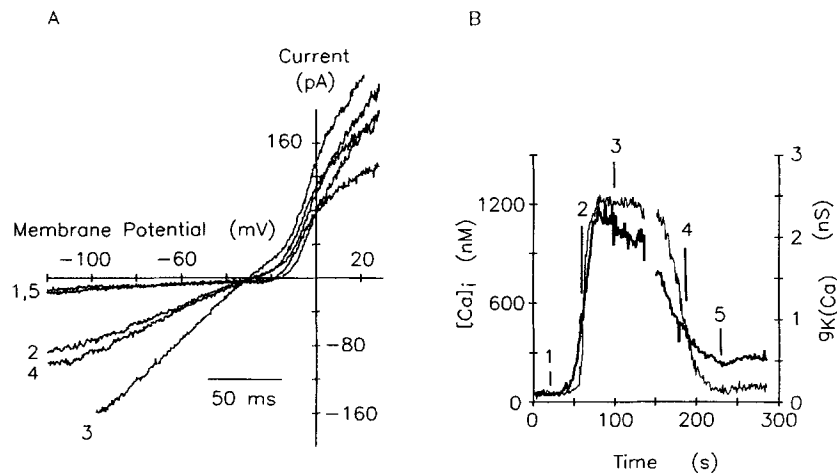 A
Current
(pA)
160
Membrane Potential (mV)
−100
−60
20
1,5
2
4
3
−80
−160
50 ms
B
3
2
4
1
5
1200
600
0
[Ca]i (nM)
3
2
1
0
gK(Ca) (nS)
0
100
200
300
Time (s)